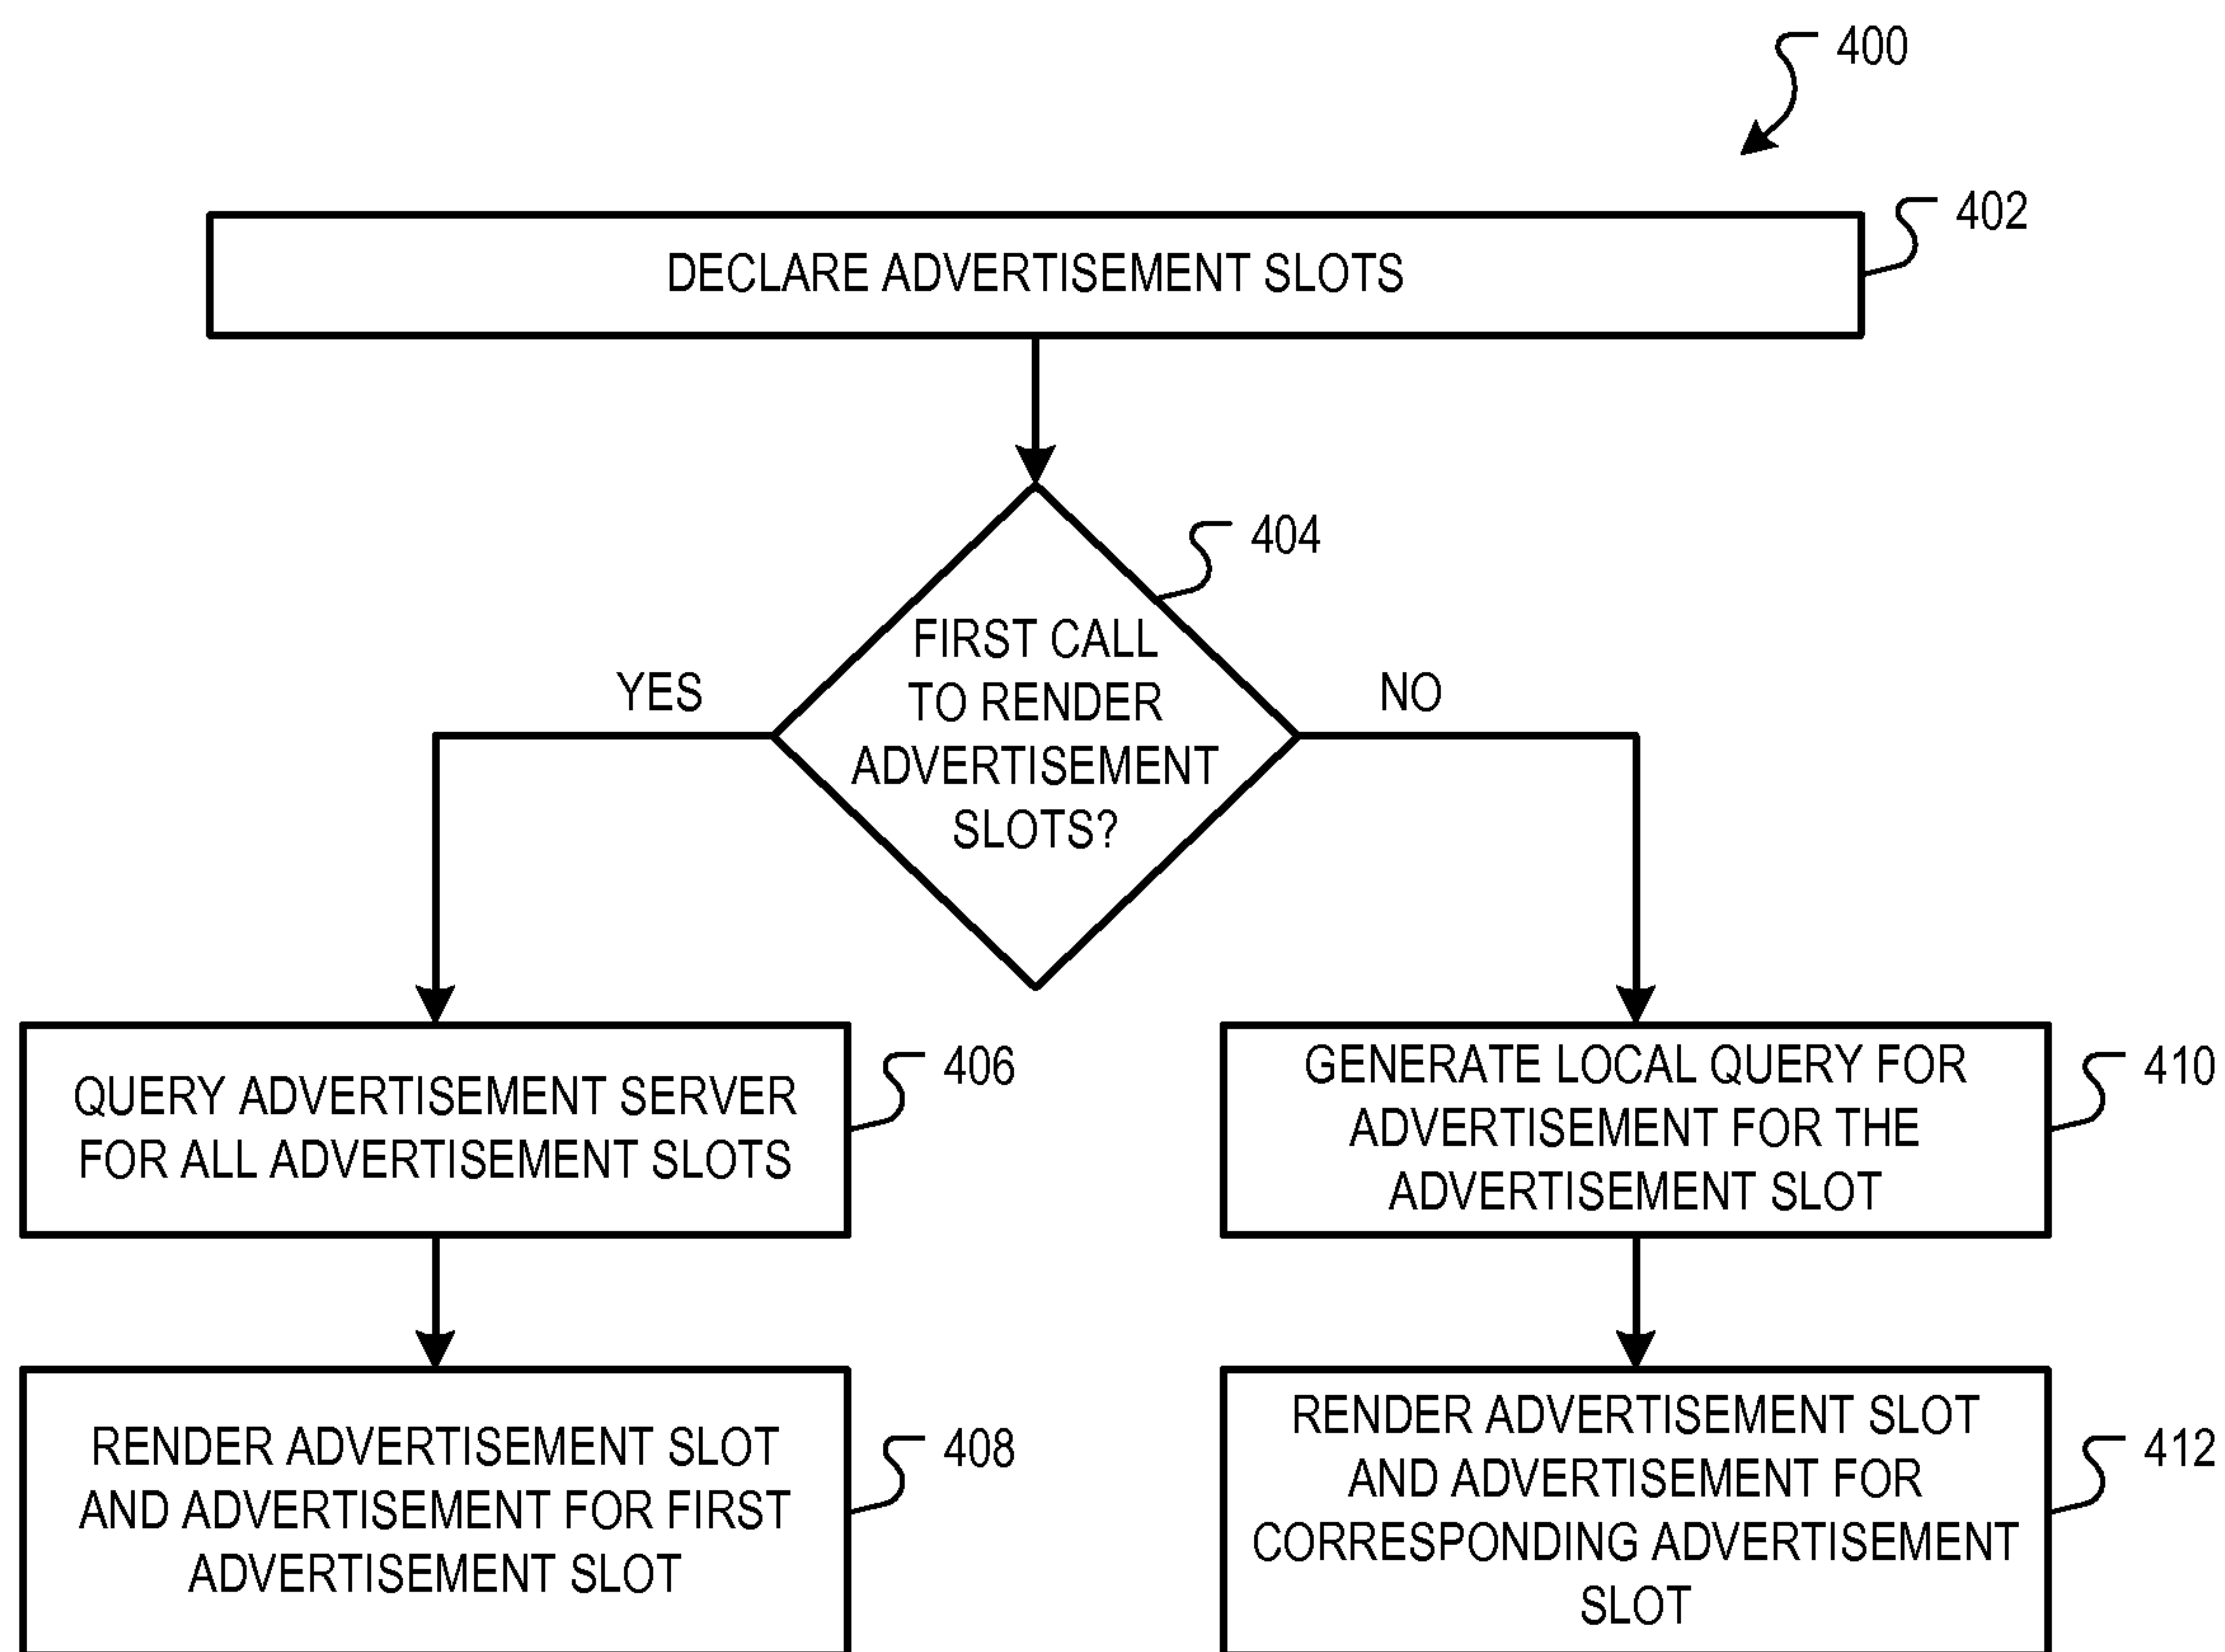 400
DECLARE ADVERTISEMENT SLOTS
402
404
FIRST CALL
TO RENDER
ADVERTISEMENT
SLOTS?
YES
NO
QUERY ADVERTISEMENT SERVER
FOR ALL ADVERTISEMENT SLOTS
406
GENERATE LOCAL QUERY FOR
ADVERTISEMENT FOR THE
ADVERTISEMENT SLOT
410
RENDER ADVERTISEMENT SLOT
AND ADVERTISEMENT FOR FIRST
ADVERTISEMENT SLOT
408
RENDER ADVERTISEMENT SLOT
AND ADVERTISEMENT FOR
CORRESPONDING ADVERTISEMENT
SLOT
412